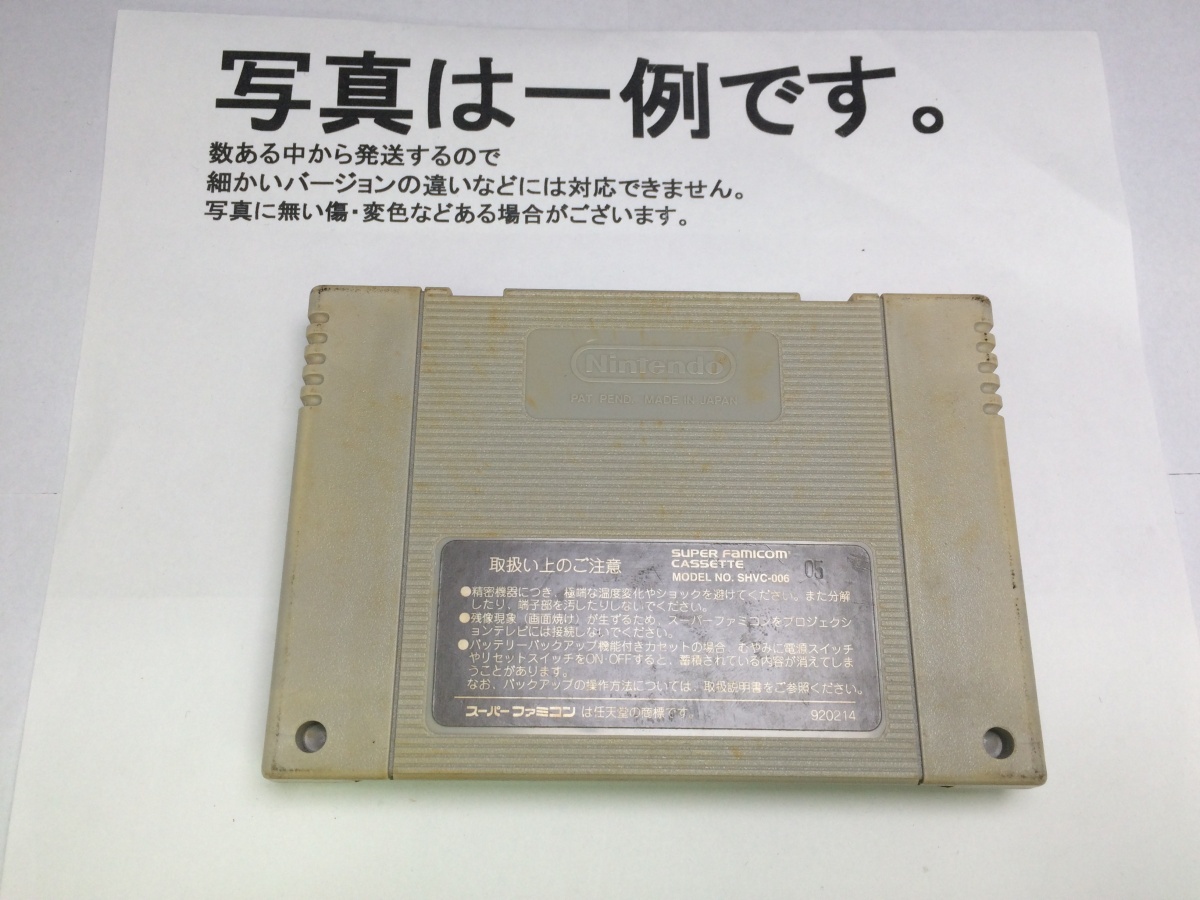 写真は一例です。
数ある中から発送するので
細かいバージョンの違いなどには対応できません。
写真に無い傷・変色などある場合がございます。
Nintendo
PAT. PEND. MADE IN JAPAN
取扱い上のご注意
SUPER FAMICOM
CASSETTE
MODEL NO. SHVC-006
05
●精密機器につき、極端な温度変化やショックを避けてください。また分解
したり、端子部を汚したりしないでください。
●残像現象（画面焼け）が生ずるため、スーパーファミコンをプロジェクシ
ョンテレビには接続しないでください。
●バッテリーバックアップ機能付きカセットの場合、むやみに電源スイッチ
やリセットスイッチをON・OFFすると、蓄積されている内容が消えてしま
うことがあります。
なお、バックアップの操作方法については、取扱説明書をご参照ください。
スーパーファミコンは任天堂の商標です。
920214